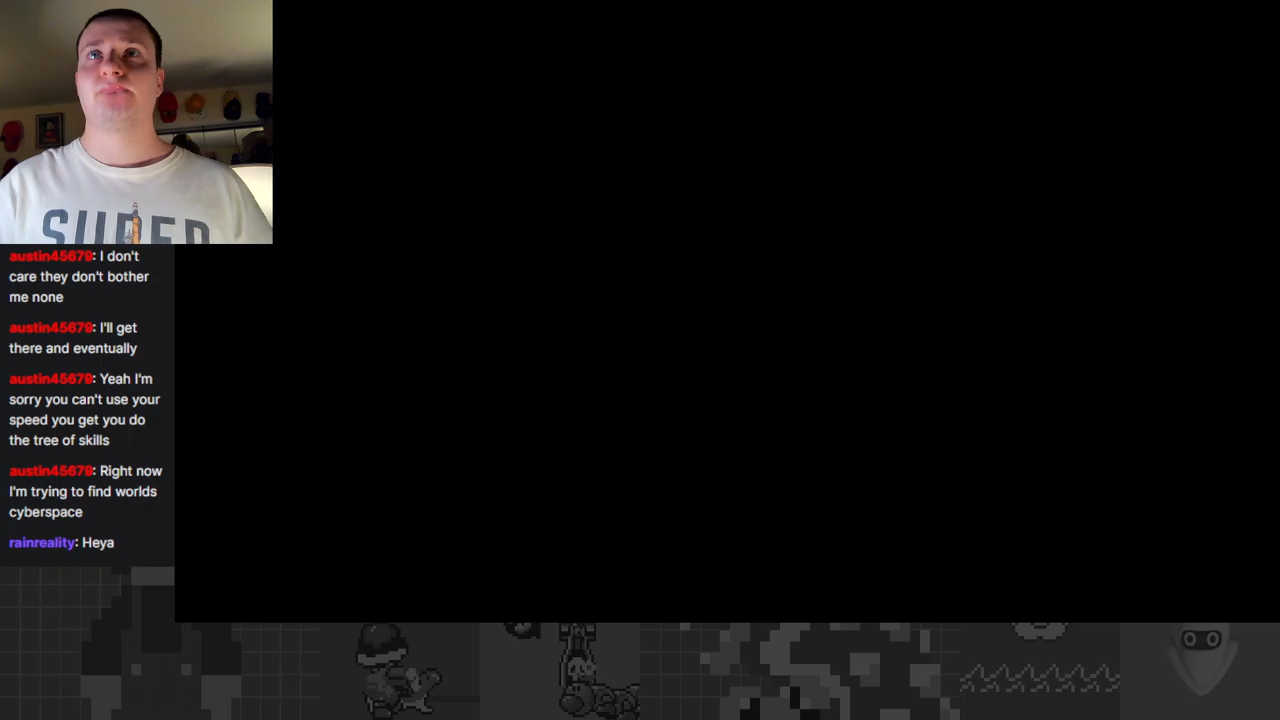 SUPER
austin45679: I don't
care they don't bother
me none
austin45679: I'll get
there and eventually
austin45679: Yeah I'm
sorry you can't use your
speed you get you do
the tree of skills
austin45679: Right now
I'm trying to find worlds
cyberspace
rainreality: Heya